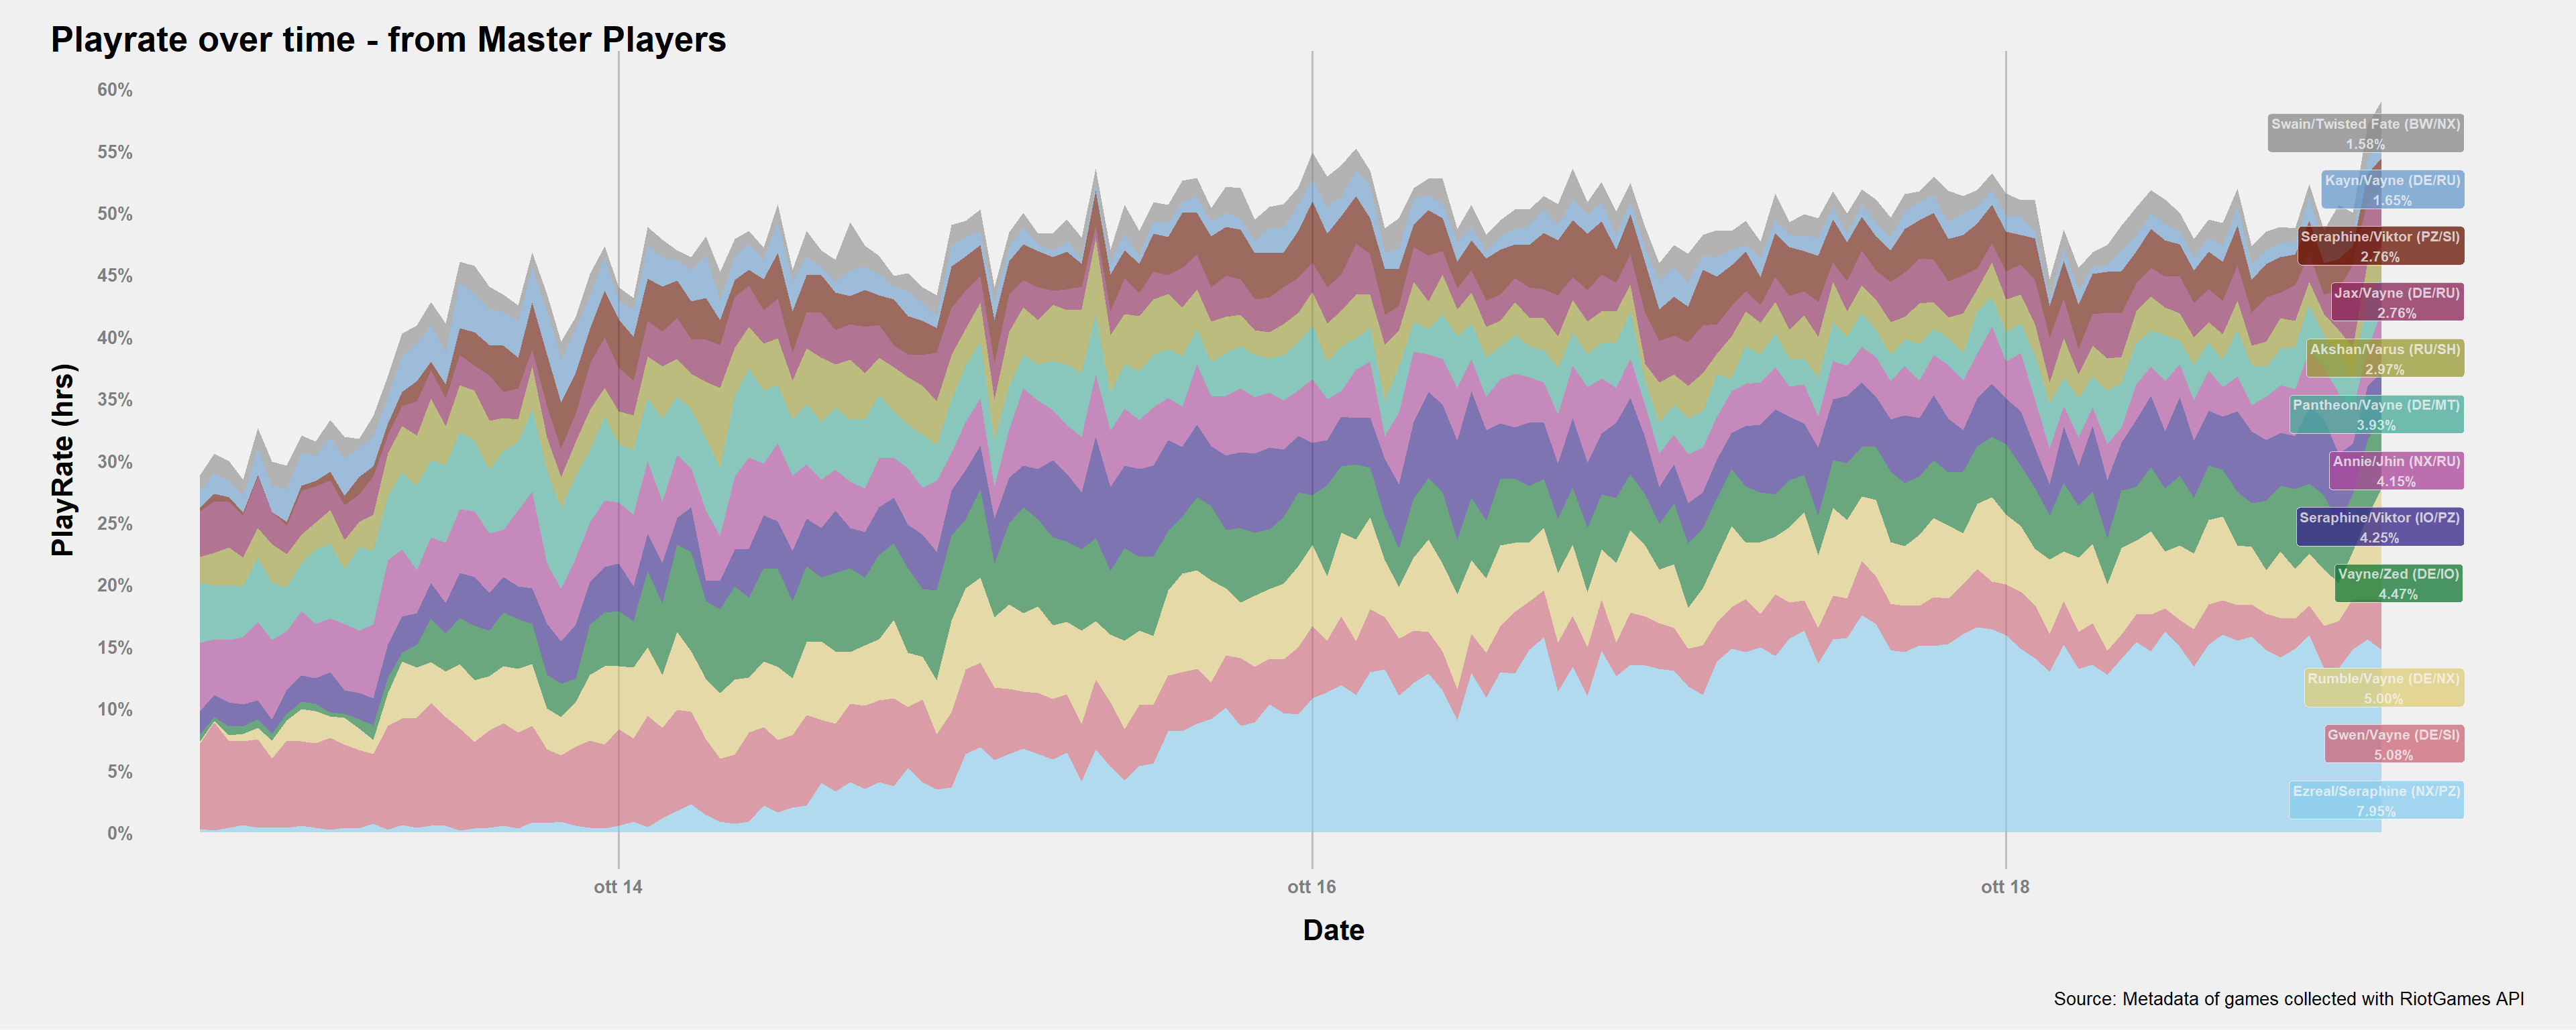 Playrate over time - from Master Players
PlayRate (hrs)
60%
55%
50%
45%
40%
35%
30%
25%
20%
15%
10%
5%
0%
Swain/Twisted Fate (BW/NX)
1.58%
Kayn/Vayne (DE/RU)
1.65%
Seraphine/Viktor (PZ/SI)
2.76%
Jax/Vayne (DE/RU)
2.76%
Akshan/Varus (RU/SH)
2.97%
Pantheon/Vayne (DE/MT)
3.93%
Annie/Jhin (NX/RU)
4.15%
Seraphine/Viktor (IO/PZ)
4.25%
Vayne/Zed (DE/IO)
4.47%
Rumble/Vayne (DE/NX)
5.00%
Gwen/Vayne (DE/SI)
5.08%
Ezreal/Seraphine (NX/PZ)
7.95%
ott 14
ott 16
ott 18
Date
Source: Metadata of games collected with RiotGames API